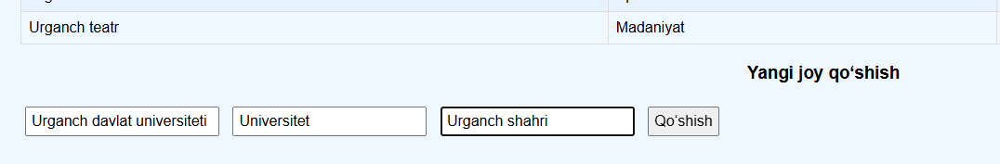 Urganch teatr Madaniyat
Yangi joy qo‘shish
Urganch davlat universiteti Universitet Urganch shahri Qo‘shish